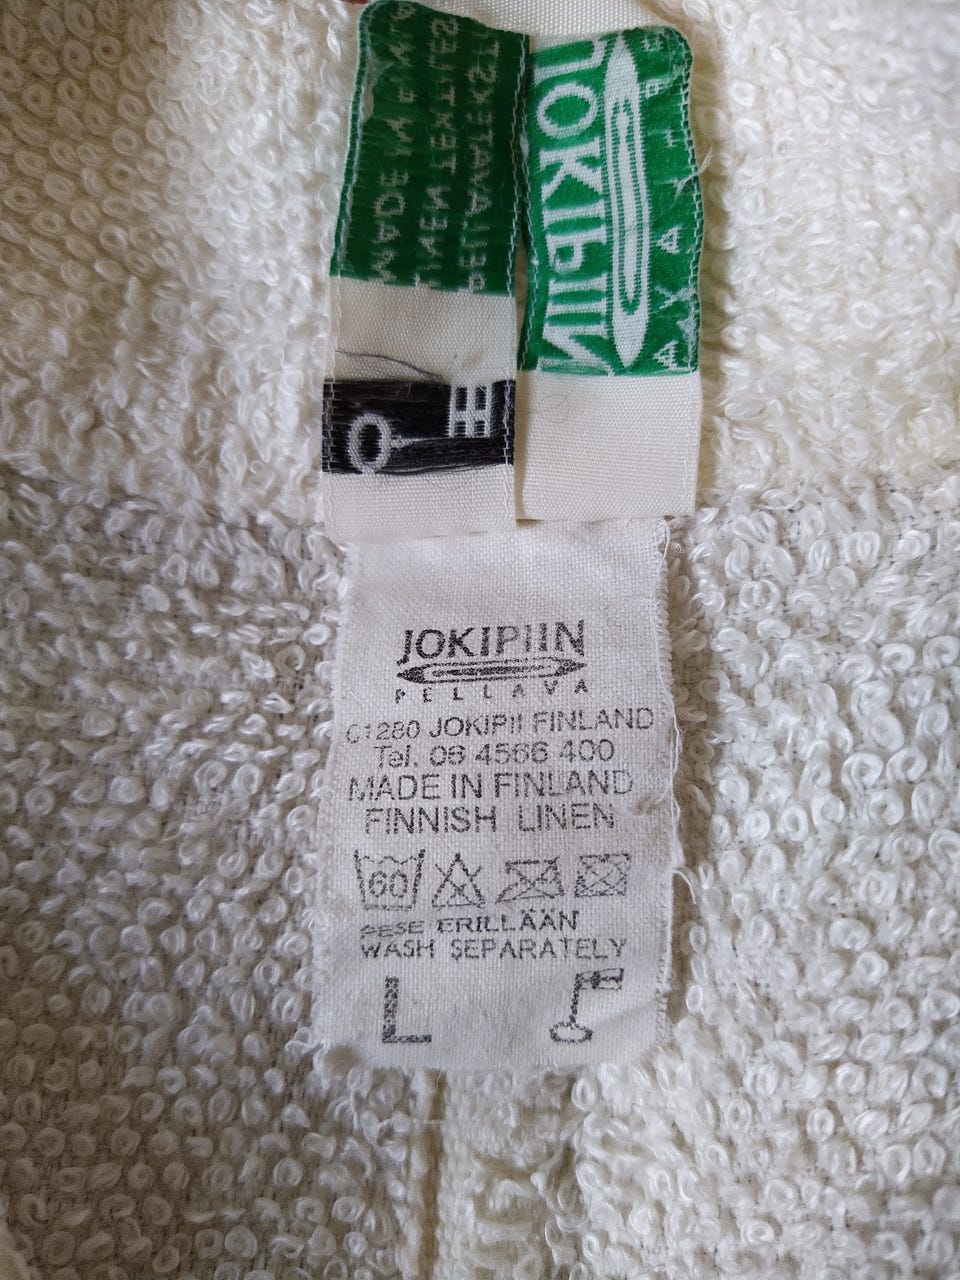 JOKIPIIN
JOKIPIIN
PELLAVA
61280 JOKIPII FINLAND
Tel. 06 4566 400
MADE IN FINLAND
FINNISH LINEN
60
PESE ERILLÄÄN
WASH SEPARATELY
L